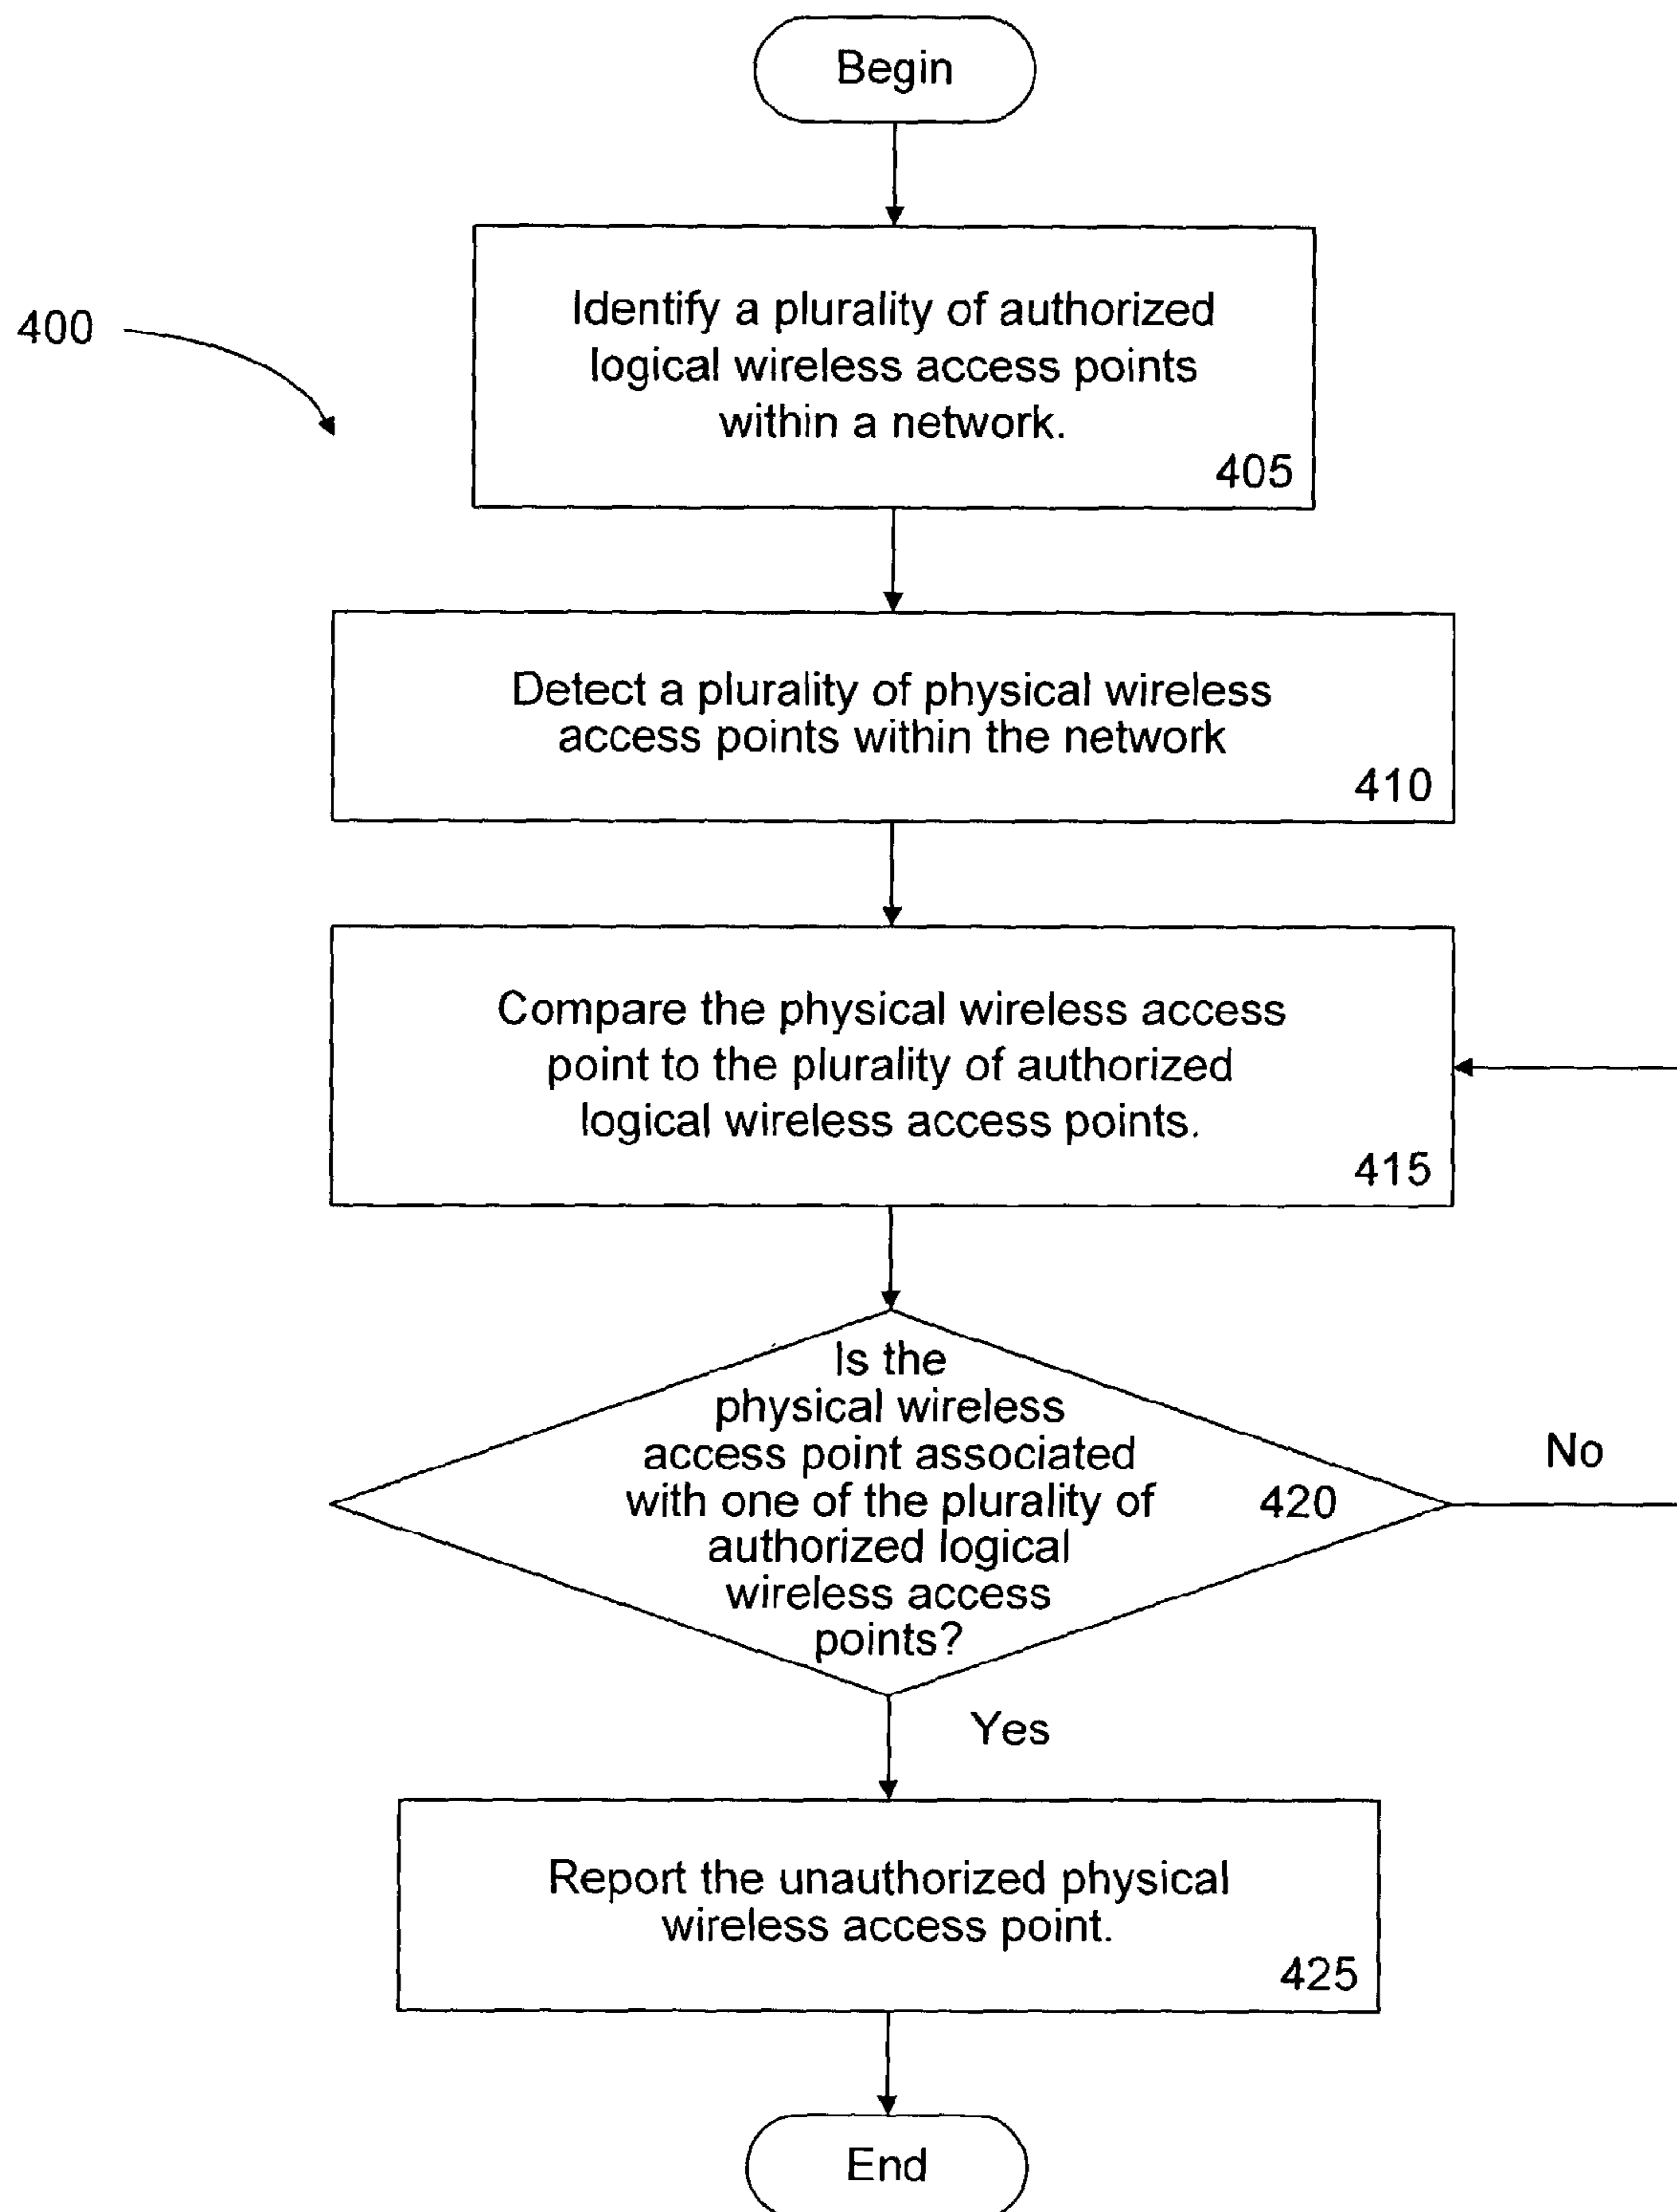 Begin
400
Identify a plurality of authorized
logical wireless access points
within a network.
405
Detect a plurality of physical wireless
access points within the network
410
Compare the physical wireless access
point to the plurality of authorized
logical wireless access points.
415
Is the
physical wireless
access point associated
with one of the plurality of
authorized logical
wireless access
points?
420
No
Yes
Report the unauthorized physical
wireless access point.
425
End